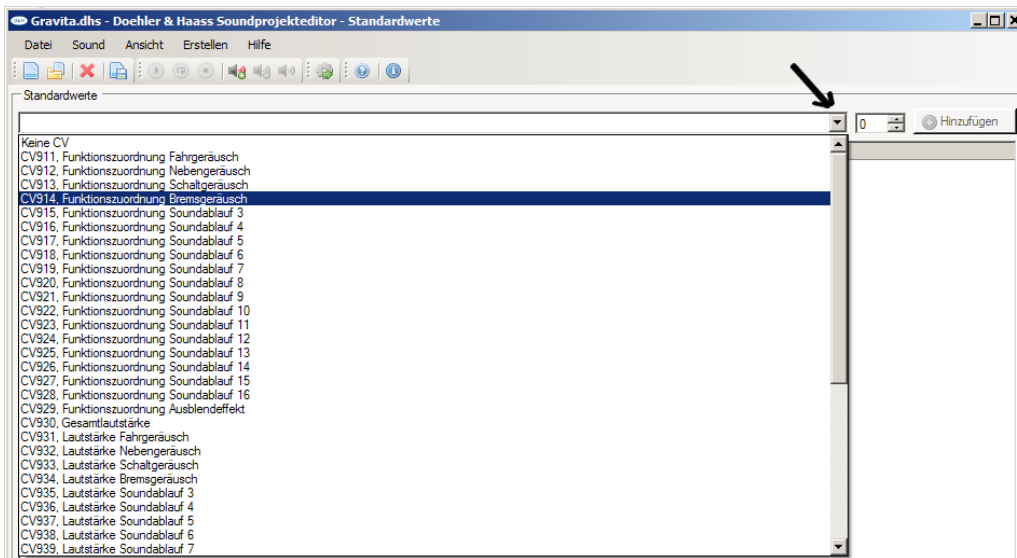 Gravita.dhs - Doehler & Haass Soundprojekteditor - Standardwerte
Datei Sound Ansicht Erstellen Hilfe
Standardwerte
0 Hinzufügen
Keine CV
CV911, Funktionszuordnung Fahrgeräusch
CV912, Funktionszuordnung Nebengeräusch
CV913, Funktionszuordnung Schaltgeräusch
CV914, Funktionszuordnung Bremsgeräusch
CV915, Funktionszuordnung Soundablauf 3
CV916, Funktionszuordnung Soundablauf 4
CV917, Funktionszuordnung Soundablauf 5
CV918, Funktionszuordnung Soundablauf 6
CV919, Funktionszuordnung Soundablauf 7
CV920, Funktionszuordnung Soundablauf 8
CV921, Funktionszuordnung Soundablauf 9
CV922, Funktionszuordnung Soundablauf 10
CV923, Funktionszuordnung Soundablauf 11
CV924, Funktionszuordnung Soundablauf 12
CV925, Funktionszuordnung Soundablauf 13
CV926, Funktionszuordnung Soundablauf 14
CV927, Funktionszuordnung Soundablauf 15
CV928, Funktionszuordnung Soundablauf 16
CV929, Funktionszuordnung Ausblendeffekt
CV930, Gesamtlautstärke
CV931, Lautstärke Fahrgeräusch
CV932, Lautstärke Nebengeräusch
CV933, Lautstärke Schaltgeräusch
CV934, Lautstärke Bremsgeräusch
CV935, Lautstärke Soundablauf 3
CV936, Lautstärke Soundablauf 4
CV937, Lautstärke Soundablauf 5
CV938, Lautstärke Soundablauf 6
CV939, Lautstärke Soundablauf 7